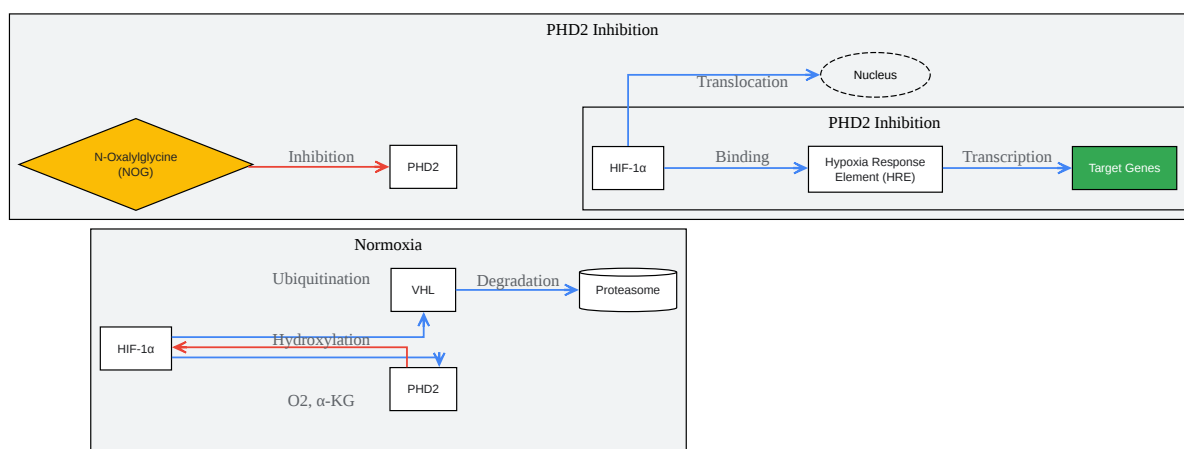 PHD2 Inhibition
Translocation
Nucleus
PHD2 Inhibition
N-Oxalylglycine
(NOG)
Inhibition
PHD2
HIF-1α
Binding
Hypoxia Response
Element (HRE)
Transcription
Target Genes
Normoxia
Ubiquitination
VHL
Degradation
Proteasome
HIF-1α
Hydroxylation
PHD2
O2, α-KG